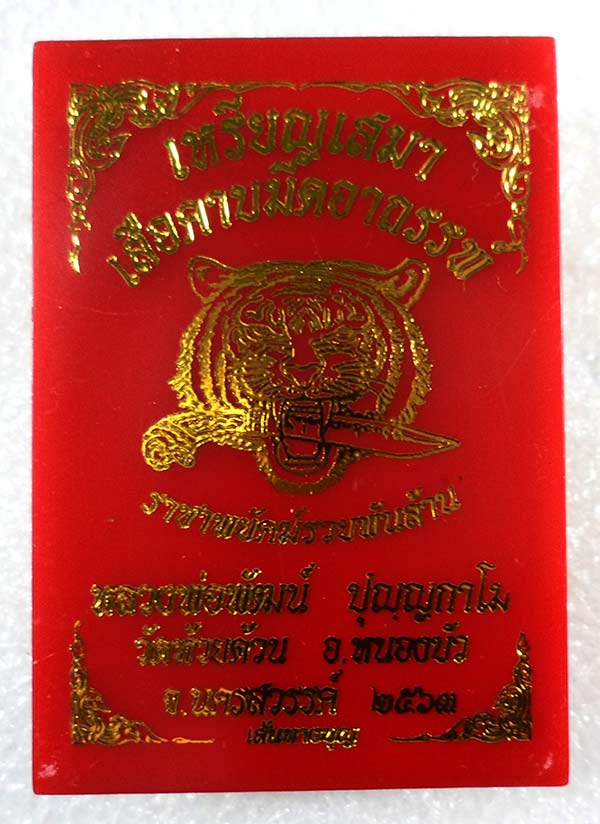 เหรียญเสมา
เสือคาบมีดอาถรรพ์
ราชาพยัคฆ์รวยพันล้าน
หลวงพ่อพัฒน์ ปุญฺญกาโม
วัดห้วยด้วน อ.หนองบัว
จ.นครสวรรค์ ๒๕๖๓
เส้นทางบุญ